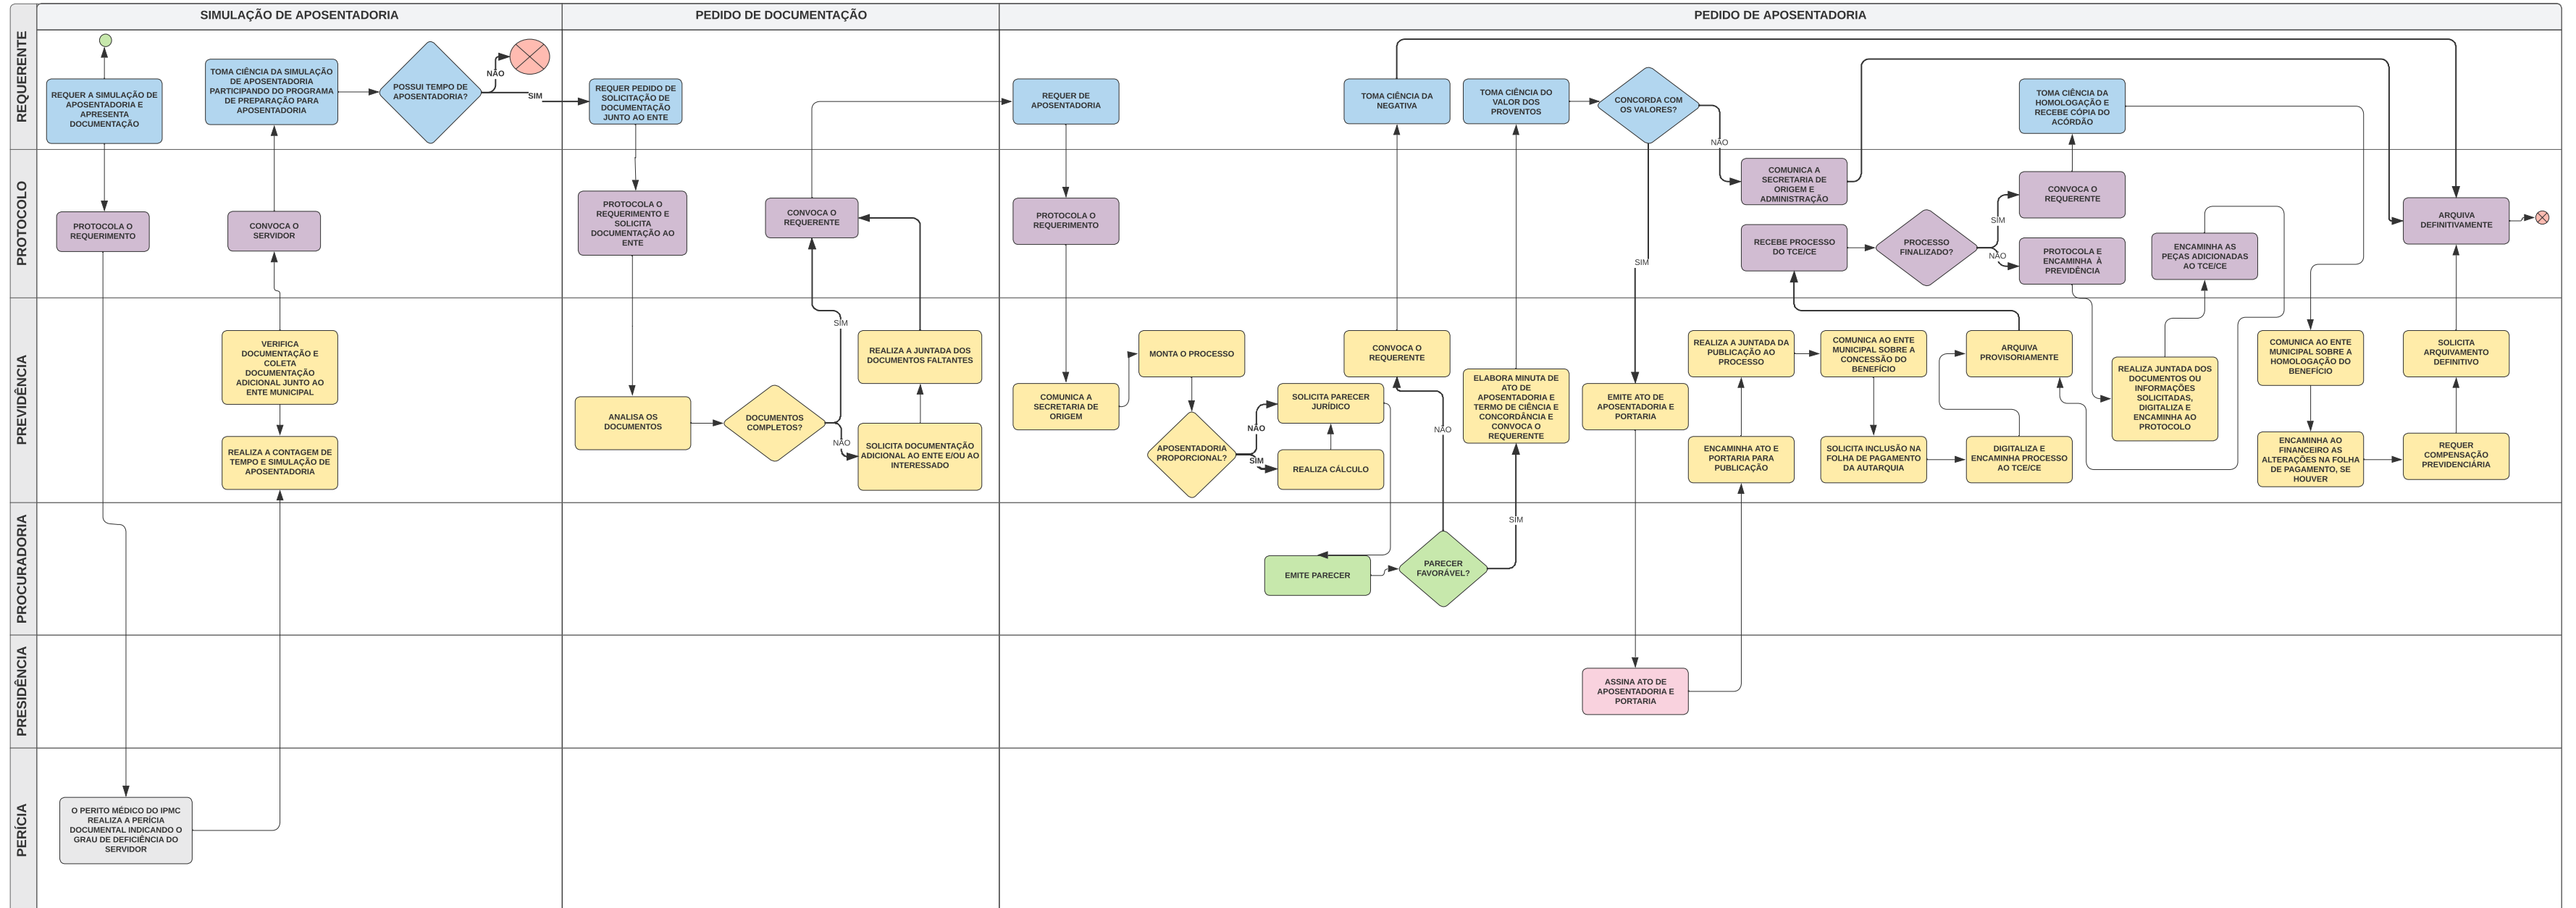 SIMULAÇÃO DE APOSENTADORIA
PEDIDO DE DOCUMENTAÇÃO
PEDIDO DE APOSENTADORIA
REQUERENTE
REQUER A SIMULAÇÃO DE
APOSENTADORIA E
APRESENTA
DOCUMENTAÇÃO
TOMA CIÊNCIA DA SIMULAÇÃO
DE APOSENTADORIA
PARTICIPANDO DO PROGRAMA
DE PREPARAÇÃO PARA
APOSENTADORIA
POSSUI TEMPO DE
APOSENTADORIA?
NÃO
SIM
REQUER PEDIDO DE
SOLICITAÇÃO DE
DOCUMENTAÇÃO
JUNTO AO ENTE
REQUER DE
APOSENTADORIA
TOMA CIÊNCIA DA
NEGATIVA
TOMA CIÊNCIA DO
VALOR DOS
PROVENTOS
CONCORDA COM
OS VALORES?
NÃO
SIM
TOMA CIÊNCIA DA
HOMOLOGAÇÃO E
RECEBE CÓPIA DO
ACÓRDÃO
PROTOCOLO
PROTOCOLA O
REQUERIMENTO
CONVOCA O
SERVIDOR
PROTOCOLA O
REQUERIMENTO E
SOLICITA
DOCUMENTAÇÃO AO
ENTE
CONVOCA O
REQUERENTE
PROTOCOLA O
REQUERIMENTO
COMUNICA A
SECRETARIA DE
ORIGEM E
ADMINISTRAÇÃO
RECEBE PROCESSO
DO TCE/CE
PROCESSO
FINALIZADO?
SIM
NÃO
CONVOCA O
REQUERENTE
PROTOCOLA E
ENCAMINHA À
PREVIDÊNCIA
ENCAMINHA AS
PEÇAS ADICIONADAS
AO TCE/CE
ARQUIVA
DEFINITIVAMENTE
PREVIDÊNCIA
VERIFICA
DOCUMENTAÇÃO E
COLETA
DOCUMENTAÇÃO
ADICIONAL JUNTO AO
ENTE MUNICIPAL
REALIZA A CONTAGEM DE
TEMPO E SIMULAÇÃO DE
APOSENTADORIA
ANALISA OS
DOCUMENTOS
DOCUMENTOS
COMPLETOS?
SIM
NÃO
REALIZA A JUNTADA DOS
DOCUMENTOS FALTANTES
SOLICITA DOCUMENTAÇÃO
ADICIONAL AO ENTE E/OU AO
INTERESSADO
COMUNICA A
SECRETARIA DE
ORIGEM
MONTA O PROCESSO
APOSENTADORIA
PROPORCIONAL?
NÃO
SIM
SOLICITA PARECER
JURÍDICO
REALIZA CÁLCULO
CONVOCA O
REQUERENTE
NÃO
ELABORA MINUTA DE
ATO DE
APOSENTADORIA E
TERMO DE CIÊNCIA E
CONCORDÂNCIA E
CONVOCA O
REQUERENTE
EMITE ATO DE
APOSENTADORIA E
PORTARIA
REALIZA A JUNTADA DA
PUBLICAÇÃO AO
PROCESSO
ENCAMINHA ATO E
PORTARIA PARA
PUBLICAÇÃO
COMUNICA AO ENTE
MUNICIPAL SOBRE A
CONCESSÃO DO
BENEFÍCIO
SOLICITA INCLUSÃO NA
FOLHA DE PAGAMENTO
DA AUTARQUIA
ARQUIVA
PROVISORIAMENTE
DIGITALIZA E
ENCAMINHA PROCESSO
AO TCE/CE
REALIZA JUNTADA DOS
DOCUMENTOS OU
INFORMAÇÕES
SOLICITADAS,
DIGITALIZA E
ENCAMINHA AO
PROTOCOLO
COMUNICA AO ENTE
MUNICIPAL SOBRE A
HOMOLOGAÇÃO DO
BENEFÍCIO
ENCAMINHA AO
FINANCEIRO AS
ALTERAÇÕES NA FOLHA
DE PAGAMENTO, SE
HOUVER
SOLICITA
ARQUIVAMENTO
DEFINITIVO
REQUER
COMPENSAÇÃO
PREVIDENCIÁRIA
PROCURADORIA
SIM
EMITE PARECER
PARECER
FAVORÁVEL?
PRESIDÊNCIA
ASSINA ATO DE
APOSENTADORIA E
PORTARIA
PERÍCIA
O PERITO MÉDICO DO IPMC
REALIZA A PERÍCIA
DOCUMENTAL INDICANDO O
GRAU DE DEFICIÊNCIA DO
SERVIDOR